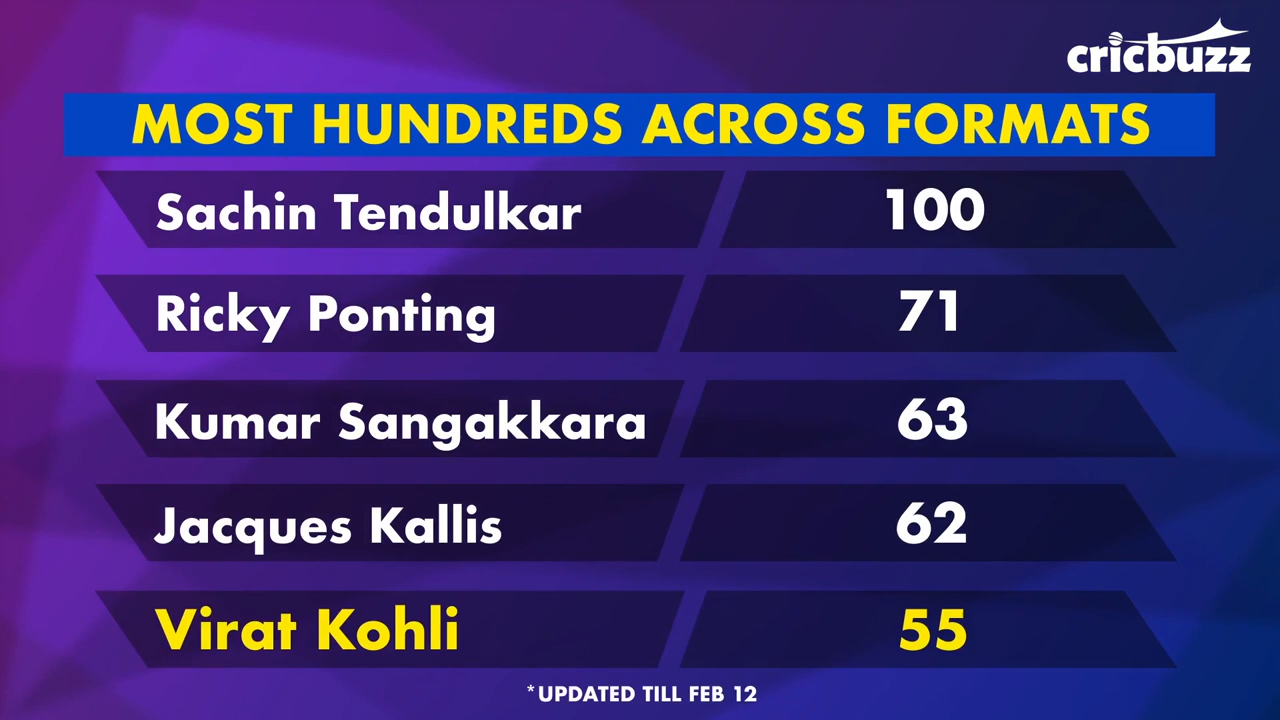 cricbuzz
MOST HUNDREDS ACROSS FORMATS
Sachin Tendulkar 100
Ricky Ponting 71
Kumar Sangakkara 63
Jacques Kallis 62
Virat Kohli 55
*UPDATED TILL FEB 12